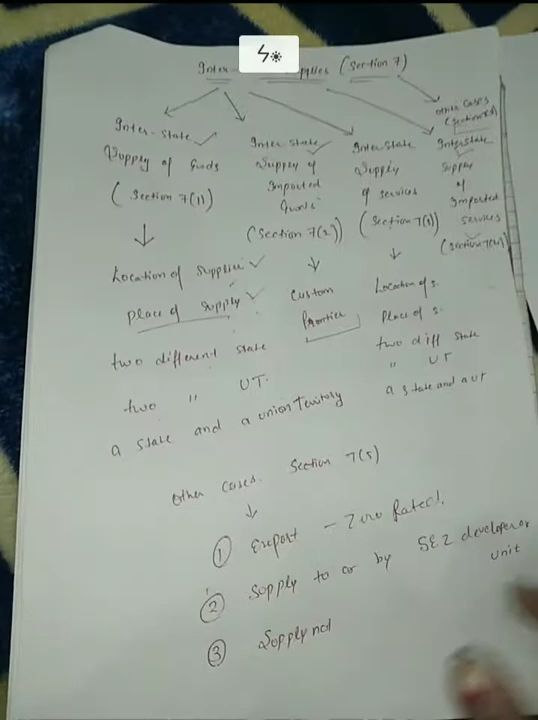 Inter- Supplies (Section 7)
Inter-State
Supply of Goods
(Section 7(1))
Location of Supplier
place of Supply
two different State
two " UT.
a state and a union Territory
Inter State
Supply of
Imported
Goods
(Section 7(2))
Custom
Frontier
Inter State
Supply
of services
(Section 7(3))
Location of s.
Place of s.
two diff State
" UT
a state and a UT
other Cases
Interstate
Supply
of
Imported
services
other Cases. Section 7(5)
① Export - Zero Rated.
② Supply to or by SEZ developer or
unit
③ Supply not